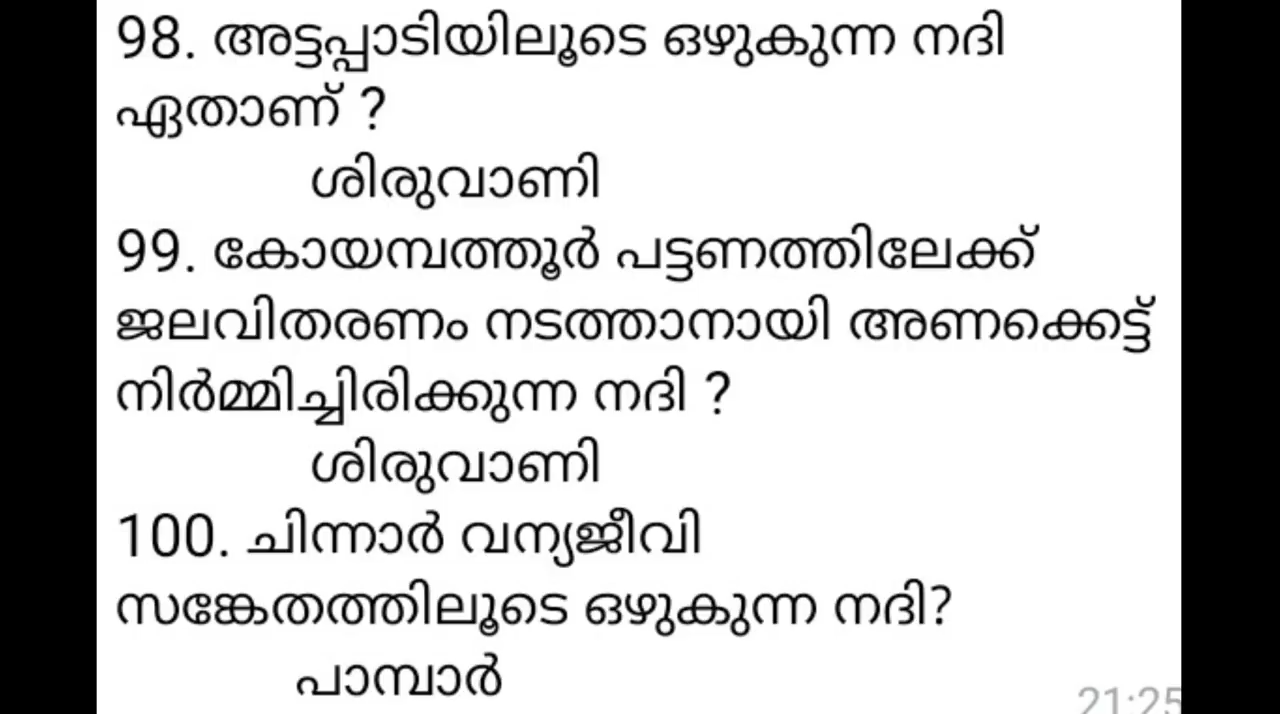 98. അട്ടപ്പാടിയിലൂടെ ഒഴുകുന്ന നദി
ഏതാണ് ?
ശിരുവാണി
99. കോയമ്പത്തൂർ പട്ടണത്തിലേക്ക്
ജലവിതരണം നടത്താനായി അണക്കെട്ട്
നിർമ്മിച്ചിരിക്കുന്ന നദി ?
ശിരുവാണി
100. ചിന്നാർ വന്യജീവി
സങ്കേതത്തിലൂടെ ഒഴുകുന്ന നദി?
പാമ്പാർ
21:25